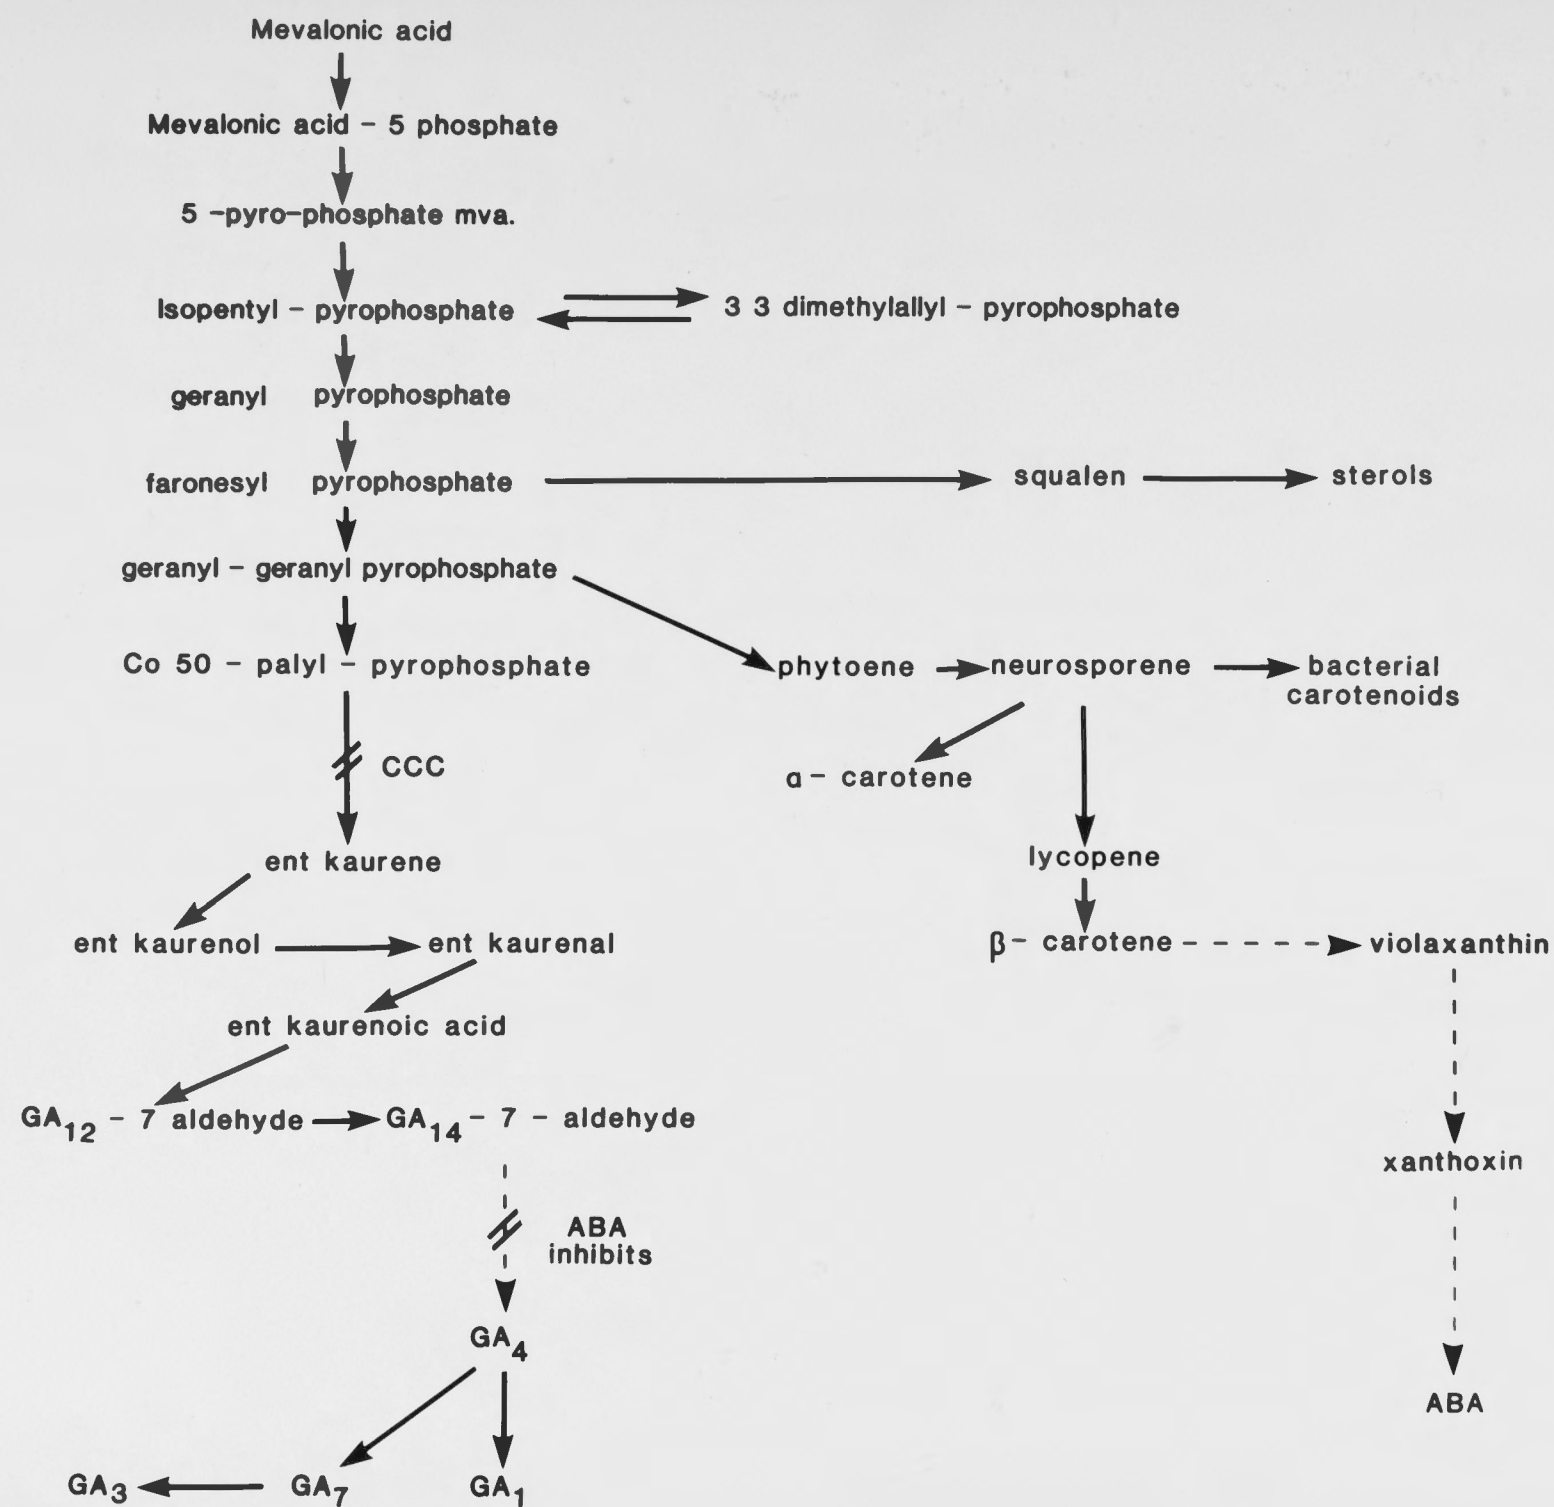 Mevalonic acid
Mevalonic acid – 5 phosphate
5 –pyro–phosphate mva.
Isopentyl – pyrophosphate
3 3 dimethylallyl – pyrophosphate
geranyl pyrophosphate
faronesyl pyrophosphate
squalen
sterols
geranyl – geranyl pyrophosphate
Co 50 – palyl – pyrophosphate
phytoene
neurosporene
bacterial
carotenoids
CCC
α – carotene
lycopene
ent kaurene
ent kaurenol
ent kaurenal
β – carotene
violaxanthin
ent kaurenoic acid
GA12 – 7 aldehyde
GA14 – 7 – aldehyde
xanthoxin
ABA
inhibits
GA4
ABA
GA3
GA7
GA1